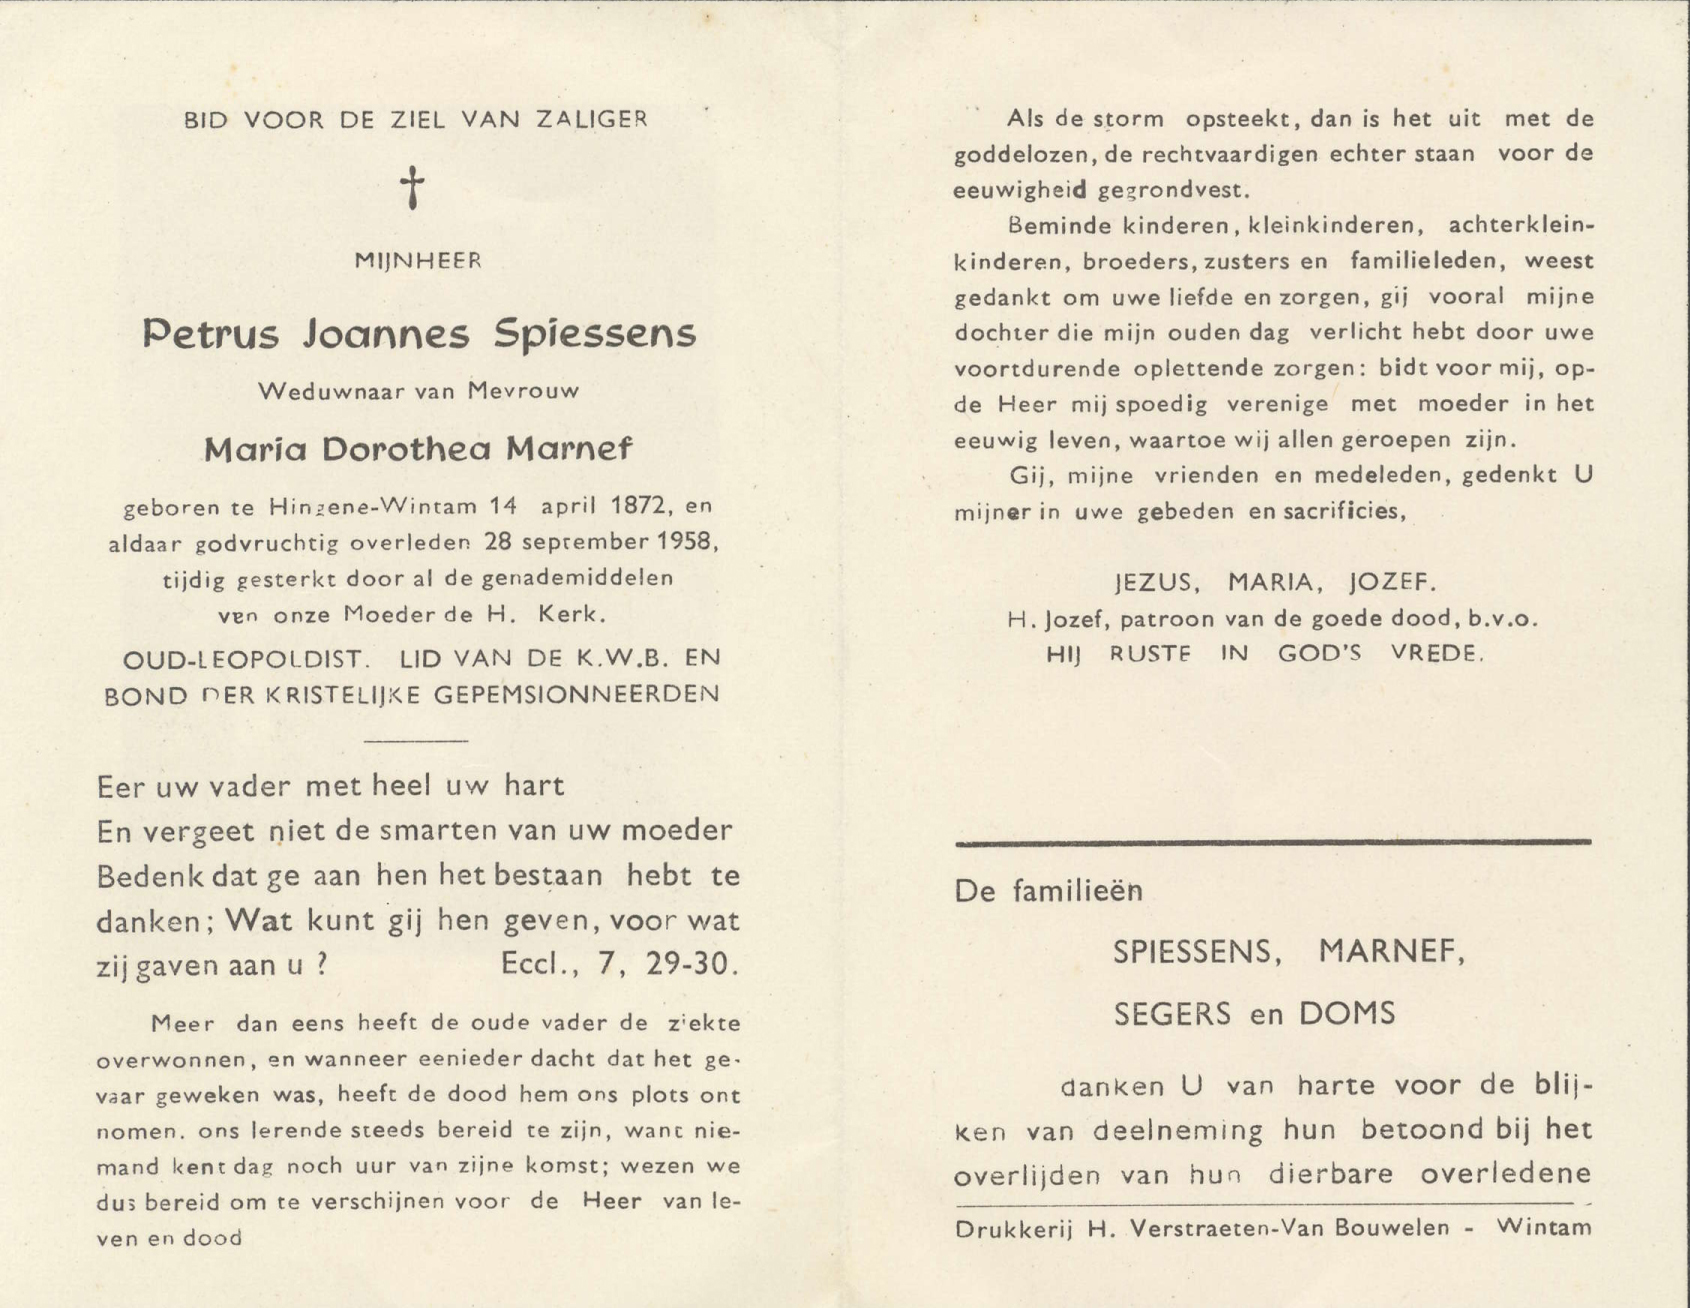 BID VOOR DE ZIEL VAN ZALIGER
MIJNHEER
Petrus Joannes Spiessens
Weduwnaar van Mevrouw
Maria Dorothea Marnef
geboren te Hingene-Wintam 14 april 1872, en
aldaar godvruchtig overleden 28 september 1958,
tijdig gesterkt door al de genademiddelen
ven onze Moeder de H. Kerk.
OUD-LEOPOLDIST. LID VAN DE K.W.B. EN
BOND DER KRISTELIJKE GEPEMSIONNEERDEN
Eer uw vader met heel uw hart
En vergeet niet de smarten van uw moeder
Bedenk dat ge aan hen het bestaan hebt te
danken; Wat kunt gij hen geven, voor wat
zij gaven aan u ? Eccl., 7, 29-30.
Meer dan eens heeft de oude vader de ziekte
overwonnen, en wanneer eenieder dacht dat het ge-
vaar geweken was, heeft de dood hem ons plots ont
nomen. ons lerende steeds bereid te zijn, want nie-
mand kent dag noch uur van zijne komst; wezen we
dus bereid om te verschijnen voor de Heer van le-
ven en dood
Als de storm opsteekt, dan is het uit met de
goddelozen, de rechtvaardigen echter staan voor de
eeuwigheid gegrondvest.
Beminde kinderen, kleinkinderen, achterklein-
kinderen, broeders, zusters en familieleden, weest
gedankt om uwe liefde en zorgen, gij vooral mijne
dochter die mijn ouden dag verlicht hebt door uwe
voortdurende oplettende zorgen: bidt voor mij, op-
de Heer mij spoedig verenige met moeder in het
eeuwig leven, waartoe wij allen geroepen zijn.
Gij, mijne vrienden en medeleden, gedenkt U
mijner in uwe gebeden en sacrificies,
JEZUS, MARIA, JOZEF.
H. Jozef, patroon van de goede dood, b.v.o.
HIJ RUSTE IN GOD'S VREDE.
De familieën
SPIESSENS, MARNEF,
SEGERS en DOMS
danken U van harte voor de blij-
ken van deelneming hun betoond bij het
overlijden van hun dierbare overledene
Drukkerij H. Verstraeten-Van Bouwelen - Wintam